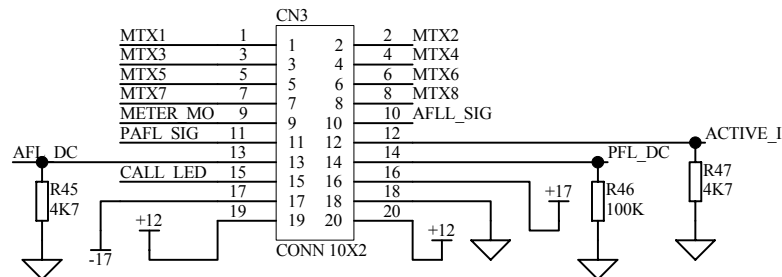 CN3
MTX1 1 1 2 2 MTX2
MTX3 3 3 4 4 MTX4
MTX5 5 5 6 6 MTX6
MTX7 7 7 8 8 MTX8
METER_MO 9 9 10 10 AFLL_SIG
PAFL_SIG 11 11 12 12 ACTIVE_I
AFL_DC 13 13 14 14 PFL_DC
CALL_LED 15 15 16 16
17 17 18 18
19 19 20 20
R45
4K7
+17
R46
100K
R47
4K7
+12
+12
-17
CONN 10X2